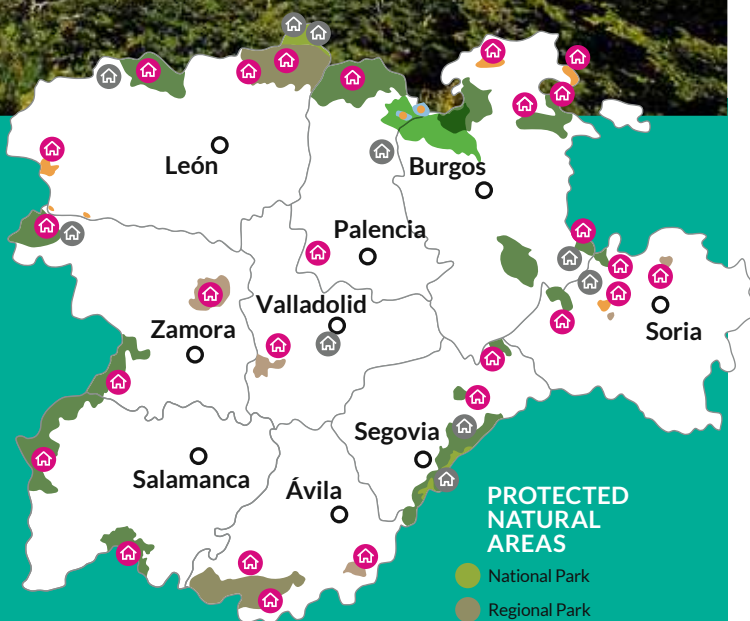 León
Burgos
Palencia
Valladolid
Zamora
Soria
Segovia
Salamanca
Ávila
PROTECTED
NATURAL
AREAS
National Park
Regional Park